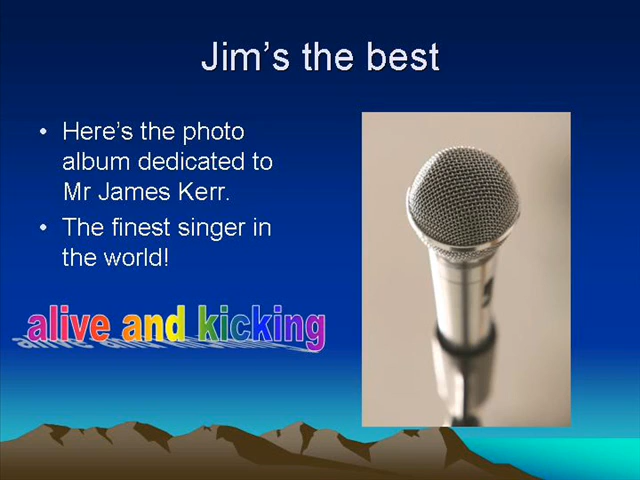 Jim's the best
• Here's the photo
album dedicated to
Mr James Kerr.
• The finest singer in
the world!
alive and kicking